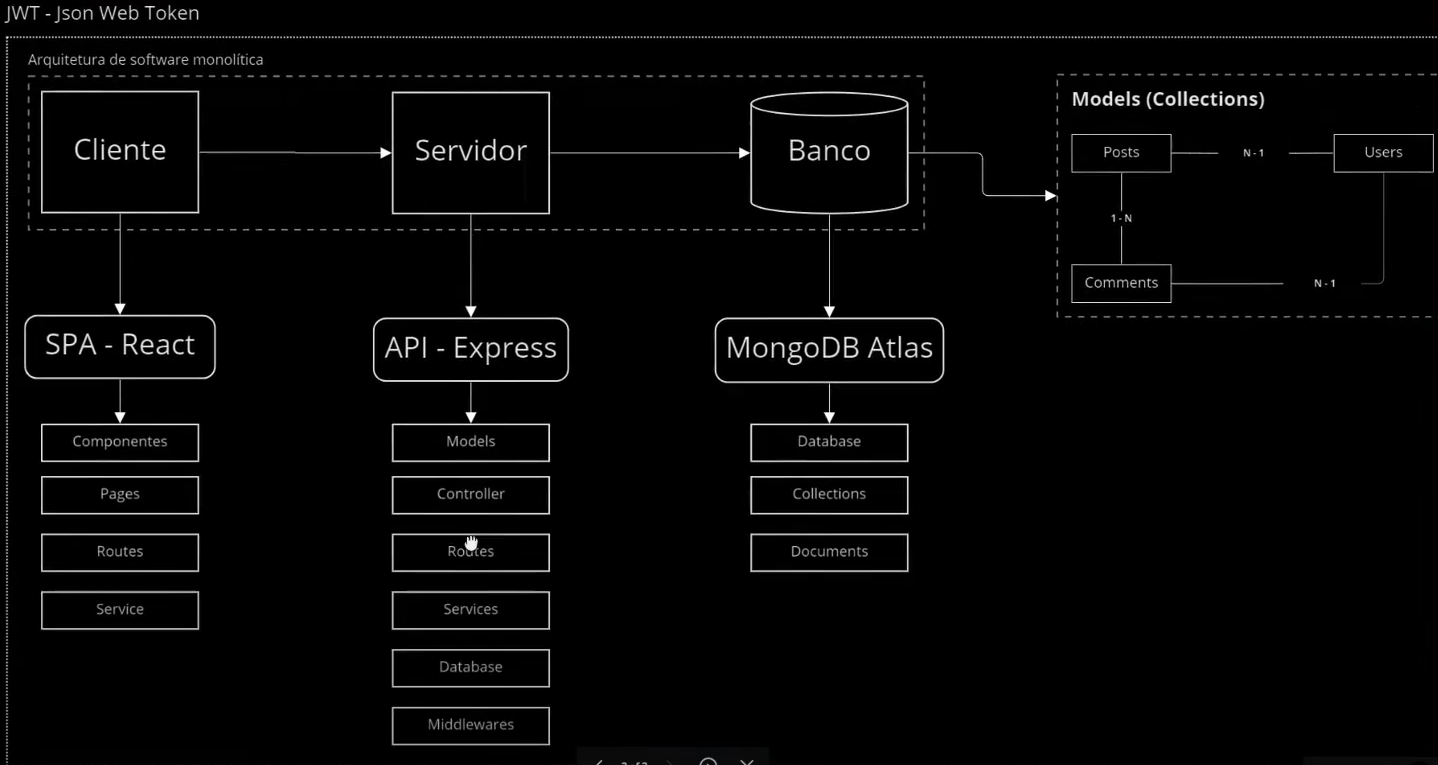 JWT - Json Web Token
Arquitetura de software monolítica
Cliente
Servidor
Banco
Models (Collections)
Posts
N - 1
Users
1 - N
Comments
N - 1
SPA - React
API - Express
MongoDB Atlas
Componentes
Models
Database
Pages
Controller
Collections
Routes
Routes
Documents
Service
Services
Database
Middlewares